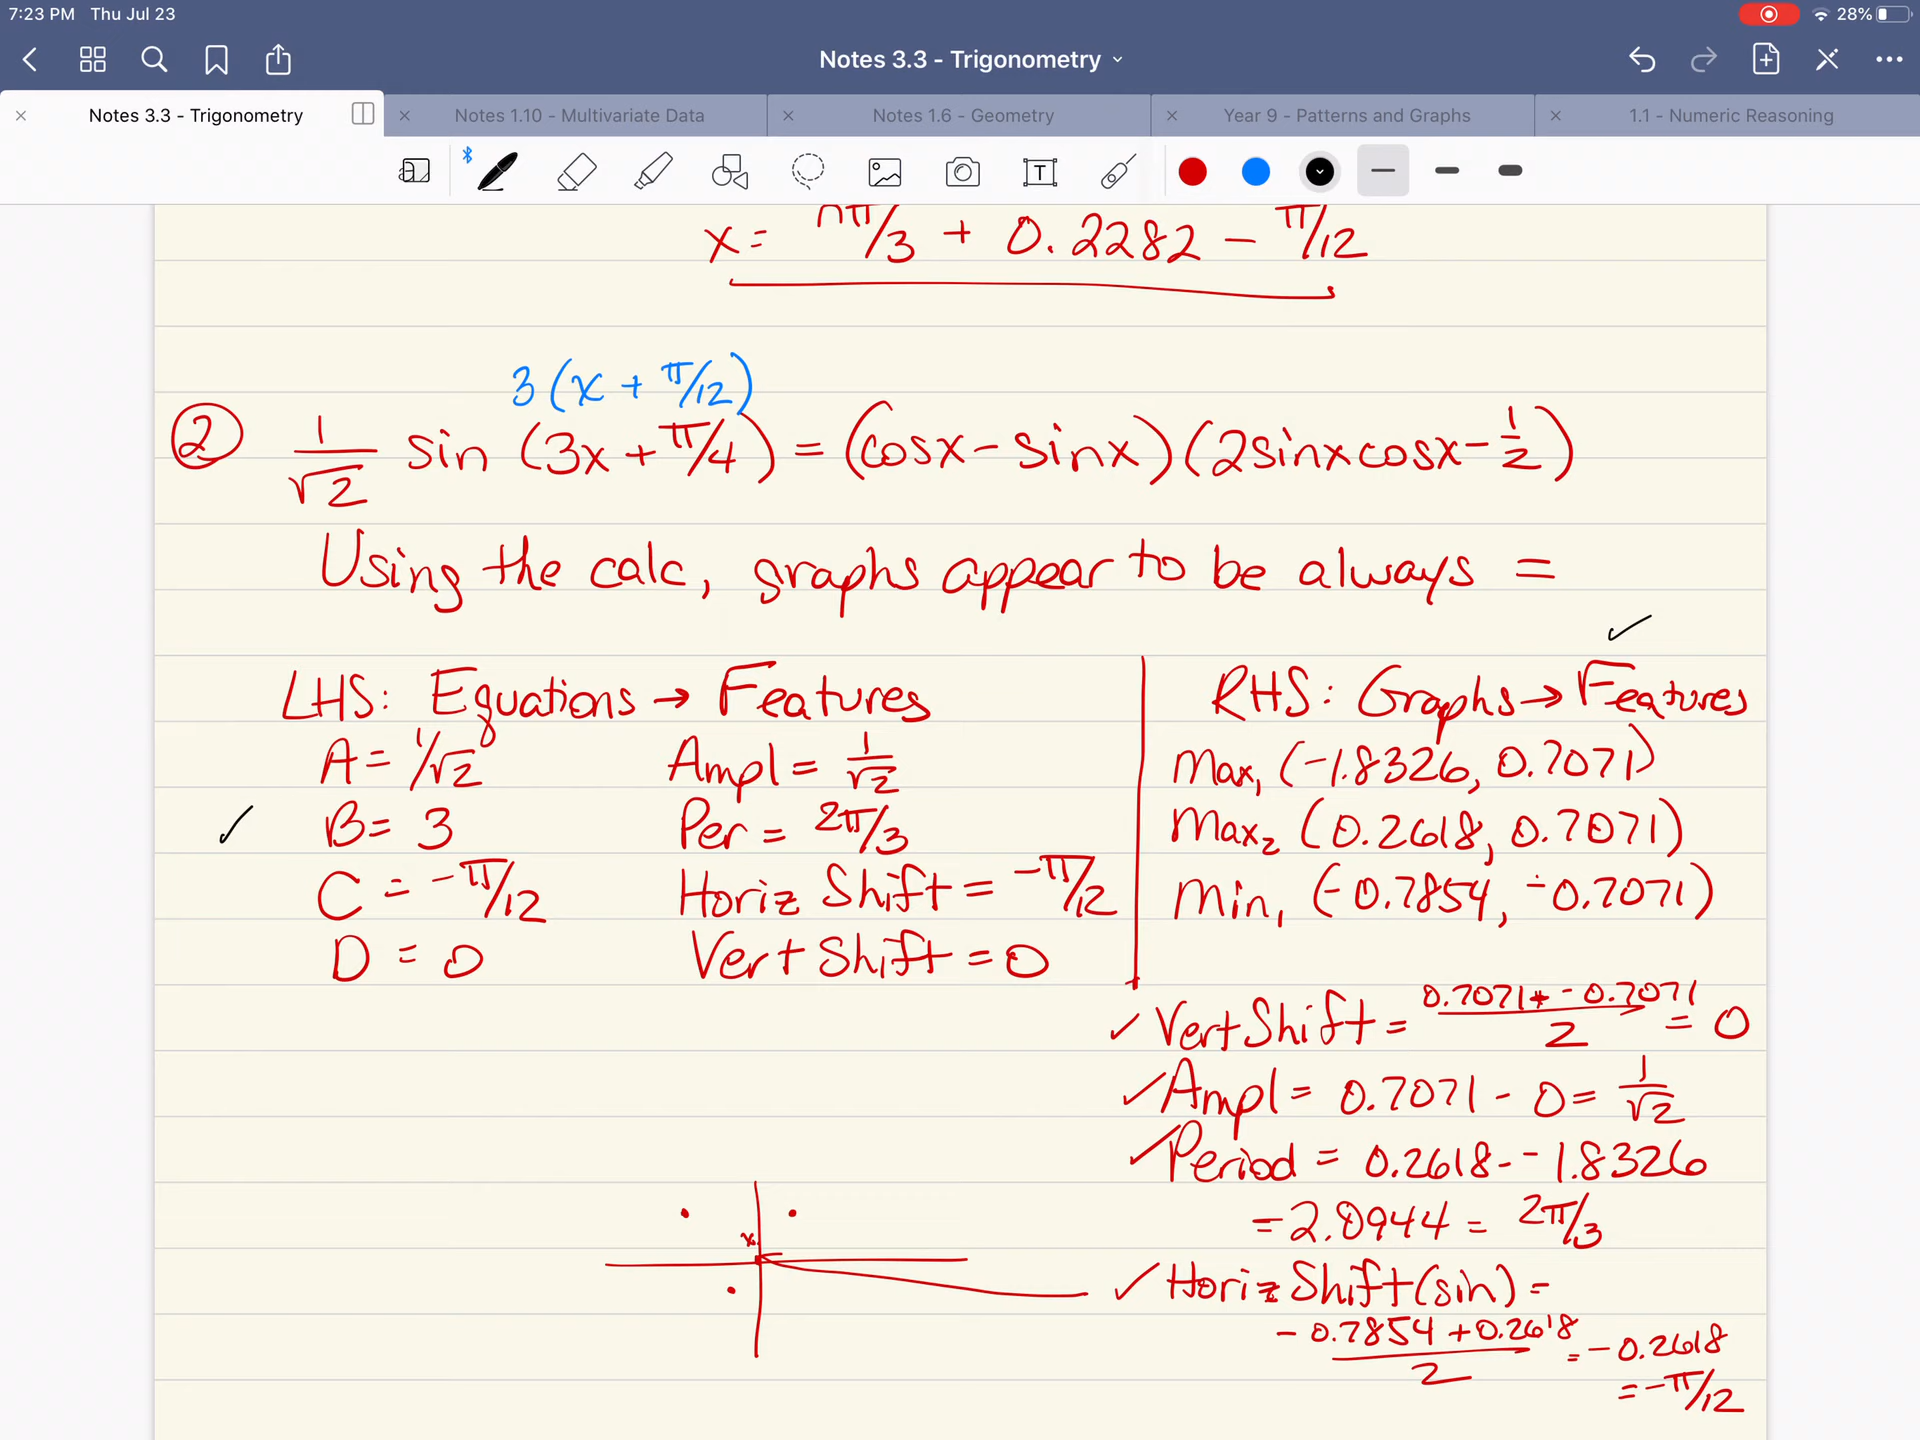 7:23 PM Thu Jul 23
28%
Notes 3.3 - Trigonometry
Notes 3.3 - Trigonometry
Notes 1.10 - Multivariate Data
Notes 1.6 - Geometry
Year 9 - Patterns and Graphs
1.1 - Numeric Reasoning
x = nπ/3 + 0.2282 - π/12
3(x + π/12)
② 1/√2 sin (3x + π/4) = (cosx - sinx)(2sinxcosx - 1/2)
Using the calc, graphs appear to be always =
LHS: Equations → Features
A = 1/√2 Ampl = 1/√2
✓ B = 3 Per = 2π/3
C = -π/12 Horiz Shift = -π/12
D = 0 Vert Shift = 0
✓
RHS: Graphs → Features
Max₁ (-1.8326, 0.7071)
Max₂ (0.2618, 0.7071)
Min₁ (-0.7854, -0.7071)
✓ Vert Shift = (0.7071 + -0.7071)/2 = 0
✓ Ampl = 0.7071 - 0 = 1/√2
✓ Period = 0.2618 - -1.8326
= 2.0944 = 2π/3
✓ Horiz Shift (sin) =
(-0.7854 + 0.2618)/2 = -0.2618
= -π/12
x